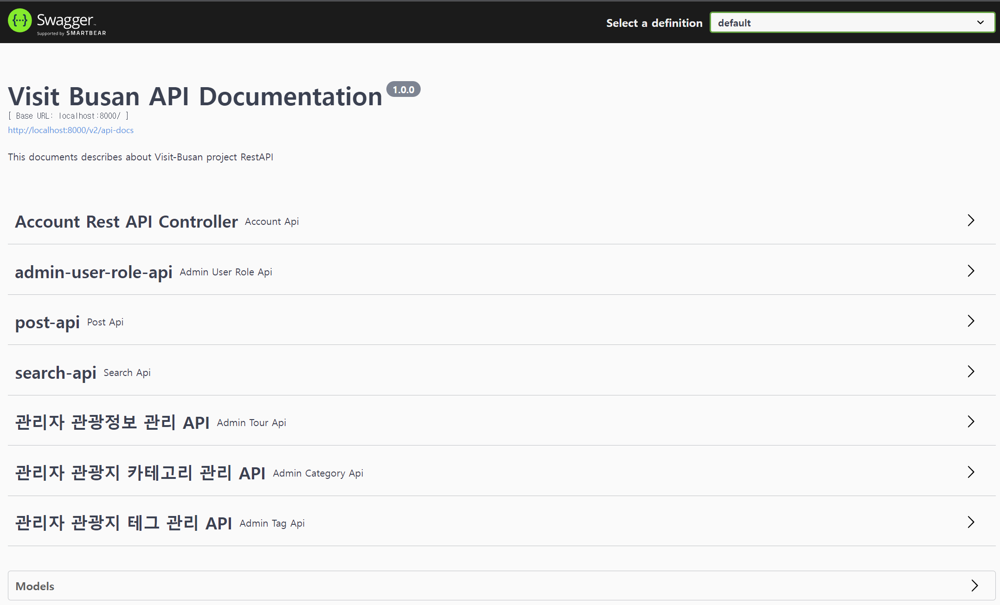 Swagger™
Supported by SMARTBEAR
Select a definition
default
Visit Busan API Documentation 1.0.0
[ Base URL: localhost:8000/ ]
http://localhost:8000/v2/api-docs
This documents describes about Visit-Busan project RestAPI
Account Rest API Controller Account Api
admin-user-role-api Admin User Role Api
post-api Post Api
search-api Search Api
관리자 관광정보 관리 API Admin Tour Api
관리자 관광지 카테고리 관리 API Admin Category Api
관리자 관광지 테그 관리 API Admin Tag Api
Models